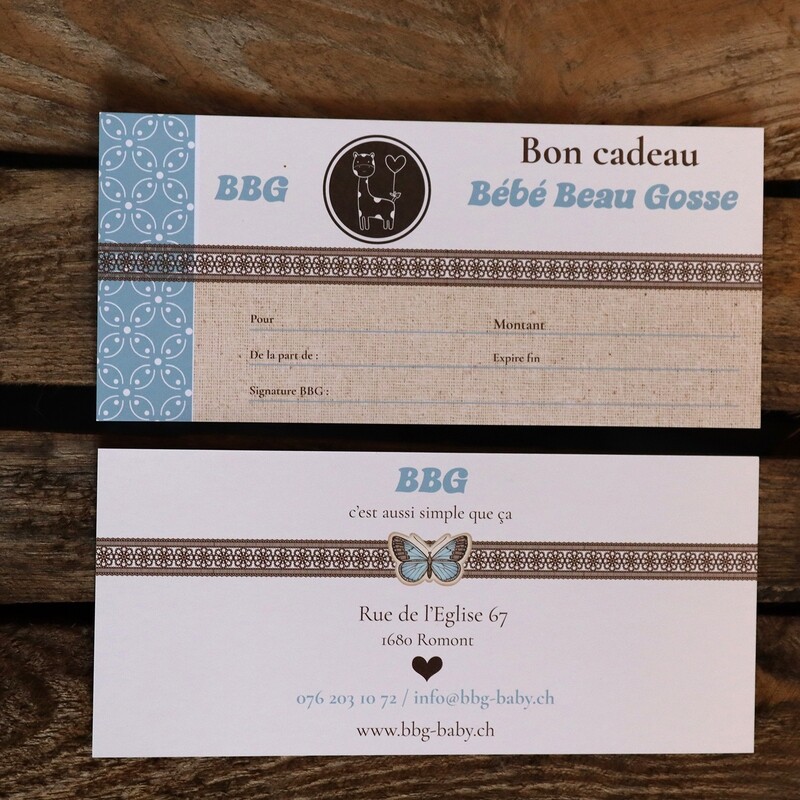 BBG
Bon cadeau
Bébé Beau Gosse
Pour
Montant
De la part de :
Expire fin
Signature BBG :
BBG
c'est aussi simple que ça
Rue de l'Eglise 67
1680 Romont
076 203 10 72 / info@bbg-baby.ch
www.bbg-baby.ch